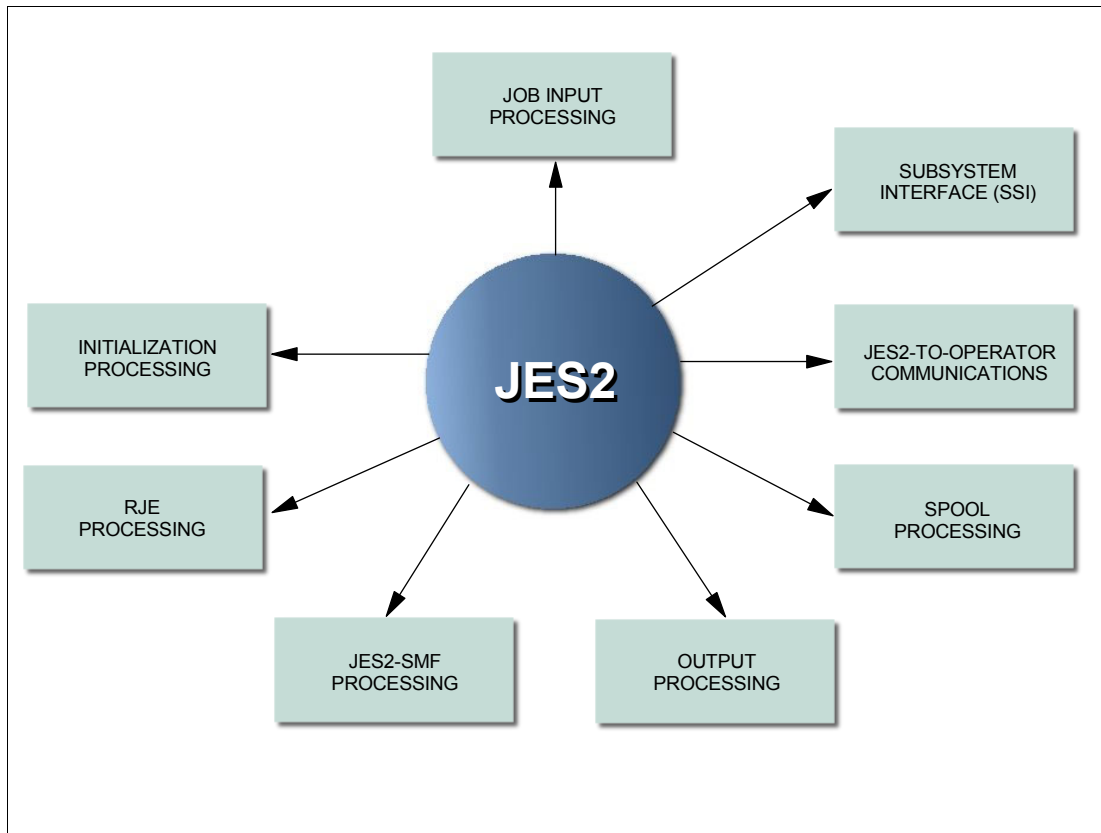 JOB INPUT
PROCESSING
SUBSYSTEM
INTERFACE (SSI)
INITIALIZATION
PROCESSING
JES2
JES2-TO-OPERATOR
COMMUNICATIONS
RJE
PROCESSING
SPOOL
PROCESSING
JES2-SMF
PROCESSING
OUTPUT
PROCESSING